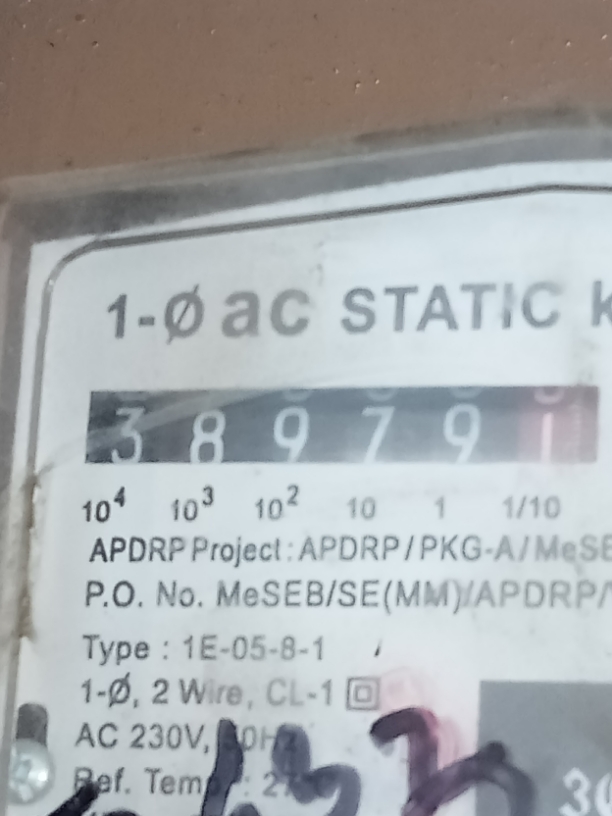 1-Ø ac STATIC
3 8 9 7 9 1
10⁴ 10³ 10² 10 1 1/10
APDRP Project : APDRP/PKG-A/MeSE
P.O. No. MeSEB/SE(MM)/APDRP/
Type : 1E-05-8-1
1-Ø, 2 Wire, CL-1
AC 230V,
Ref. Temp. :